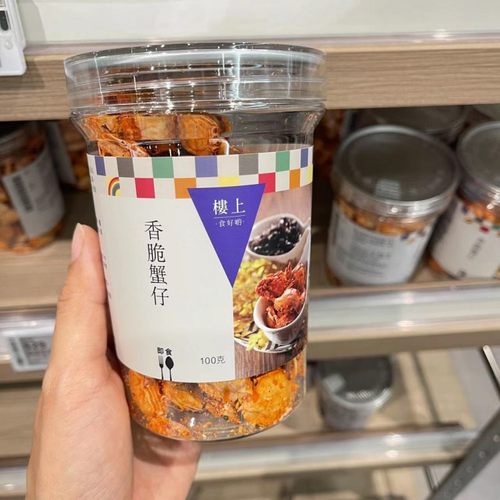 樓上
·食好啲·
香脆蟹仔
即食
100克